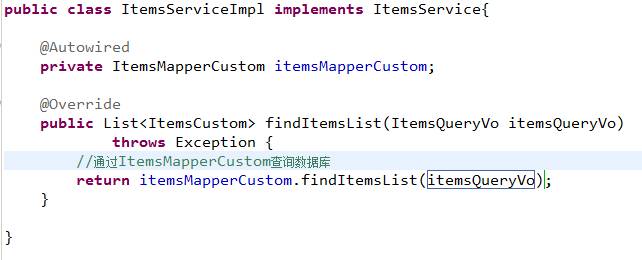 public class ItemsServiceImpl implements ItemsService{
@Autowired
private ItemsMapperCustom itemsMapperCustom;
@Override
public List<ItemsCustom> findItemsList(ItemsQueryVo itemsQueryVo)
throws Exception {
//通过ItemsMapperCustom查询数据库
return itemsMapperCustom.findItemsList(itemsQueryVo);
}
}